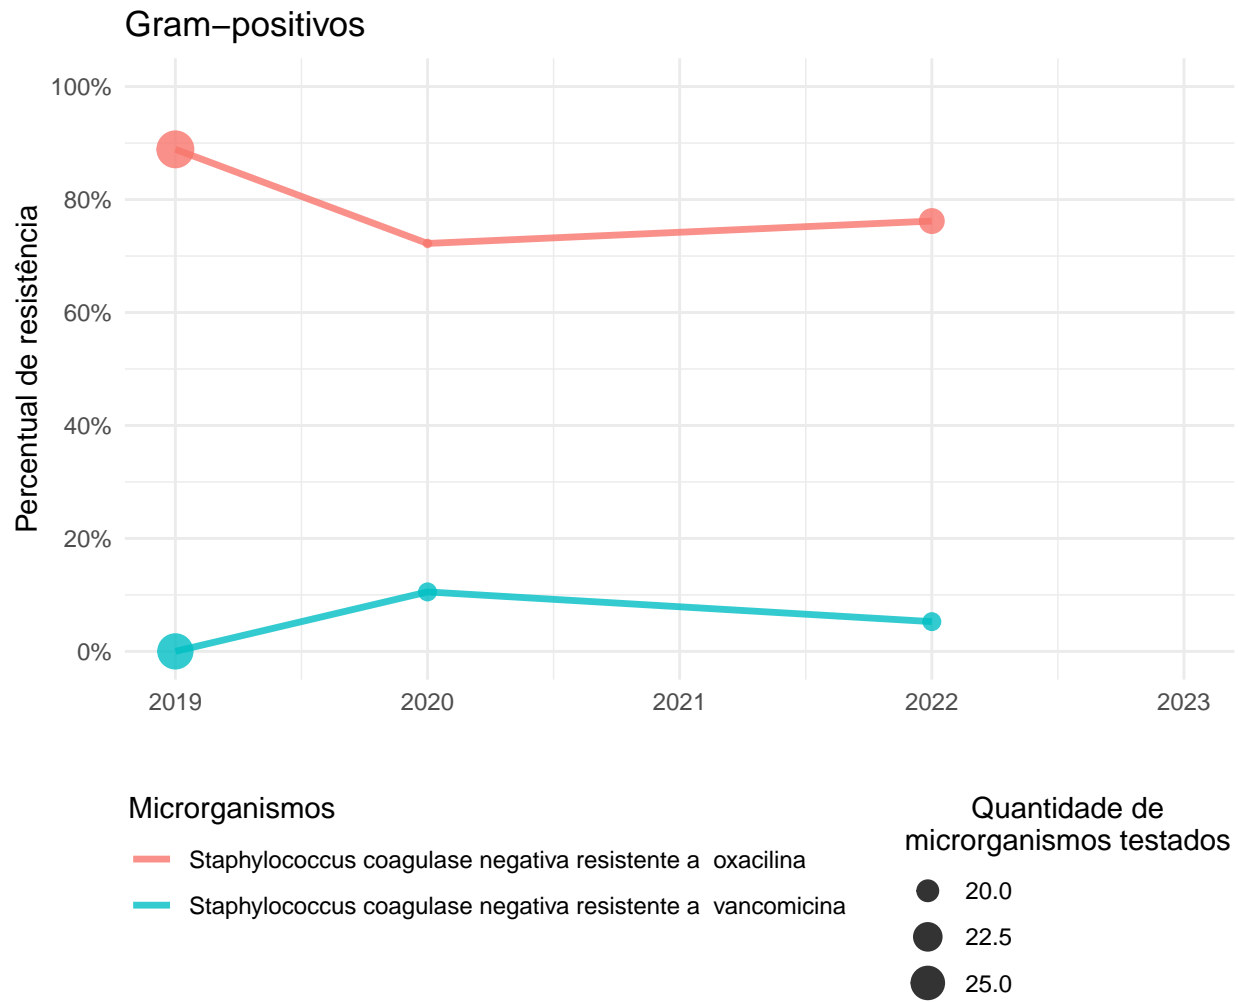 Gram−positivos
100%
80%
60%
40%
20%
0%
Percentual de resistência
2019
2020
2021
2022
2023
Microrganismos
Staphylococcus coagulase negativa resistente a  oxacilina
Staphylococcus coagulase negativa resistente a  vancomicina
Quantidade de
microrganismos testados
20.0
22.5
25.0